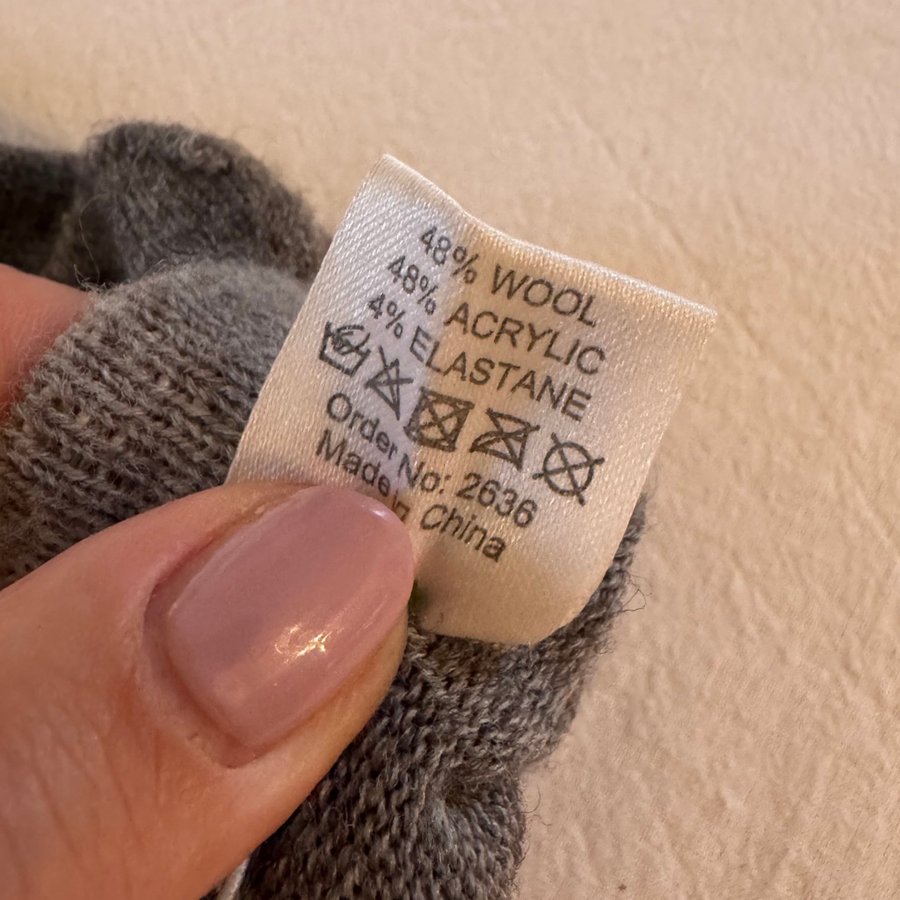 48% WOOL
48% ACRYLIC
4% ELASTANE
Order No: 2636
Made in China